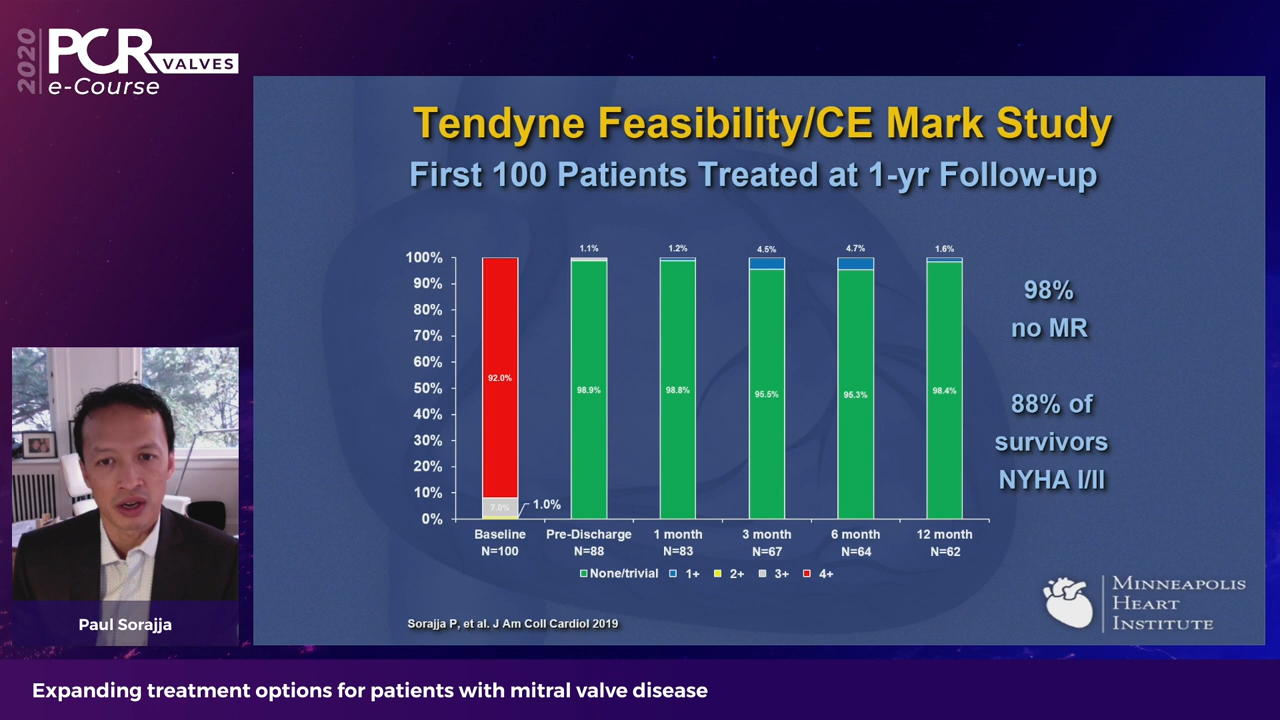 2020
PCR
VALVES
e-Course
Tendyne Feasibility/CE Mark Study
First 100 Patients Treated at 1-yr Follow-up
1.1%
1.2%
4.5%
4.7%
1.6%
100%
90%
80%
70%
60%
50%
40%
30%
20%
10%
0%
92.0%
98.9%
98.8%
95.5%
95.3%
98.4%
7.0%
1.0%
98%
no MR
88% of
survivors
NYHA I/II
Baseline
N=100
Pre-Discharge
N=88
1 month
N=83
3 month
N=67
6 month
N=64
12 month
N=62
None/trivial 1+ 2+ 3+ 4+
Sorajja P, et al. J Am Coll Cardiol 2019
MINNEAPOLIS
HEART
INSTITUTE
Paul Sorajja
Expanding treatment options for patients with mitral valve disease